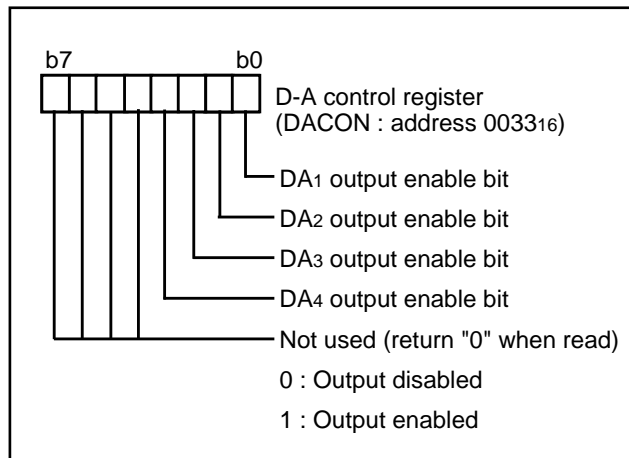 b7 b0
D-A control register
(DACON : address 003316)
DA1 output enable bit
DA2 output enable bit
DA3 output enable bit
DA4 output enable bit
Not used (return "0" when read)
0 : Output disabled
1 : Output enabled